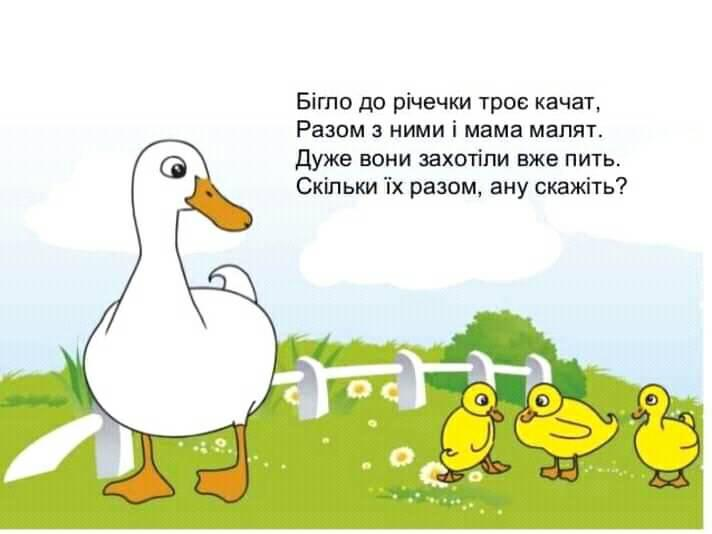 Бігло до річечки троє качат,
Разом з ними і мама малят.
Дуже вони захотіли вже пить.
Скільки їх разом, ану скажіть?